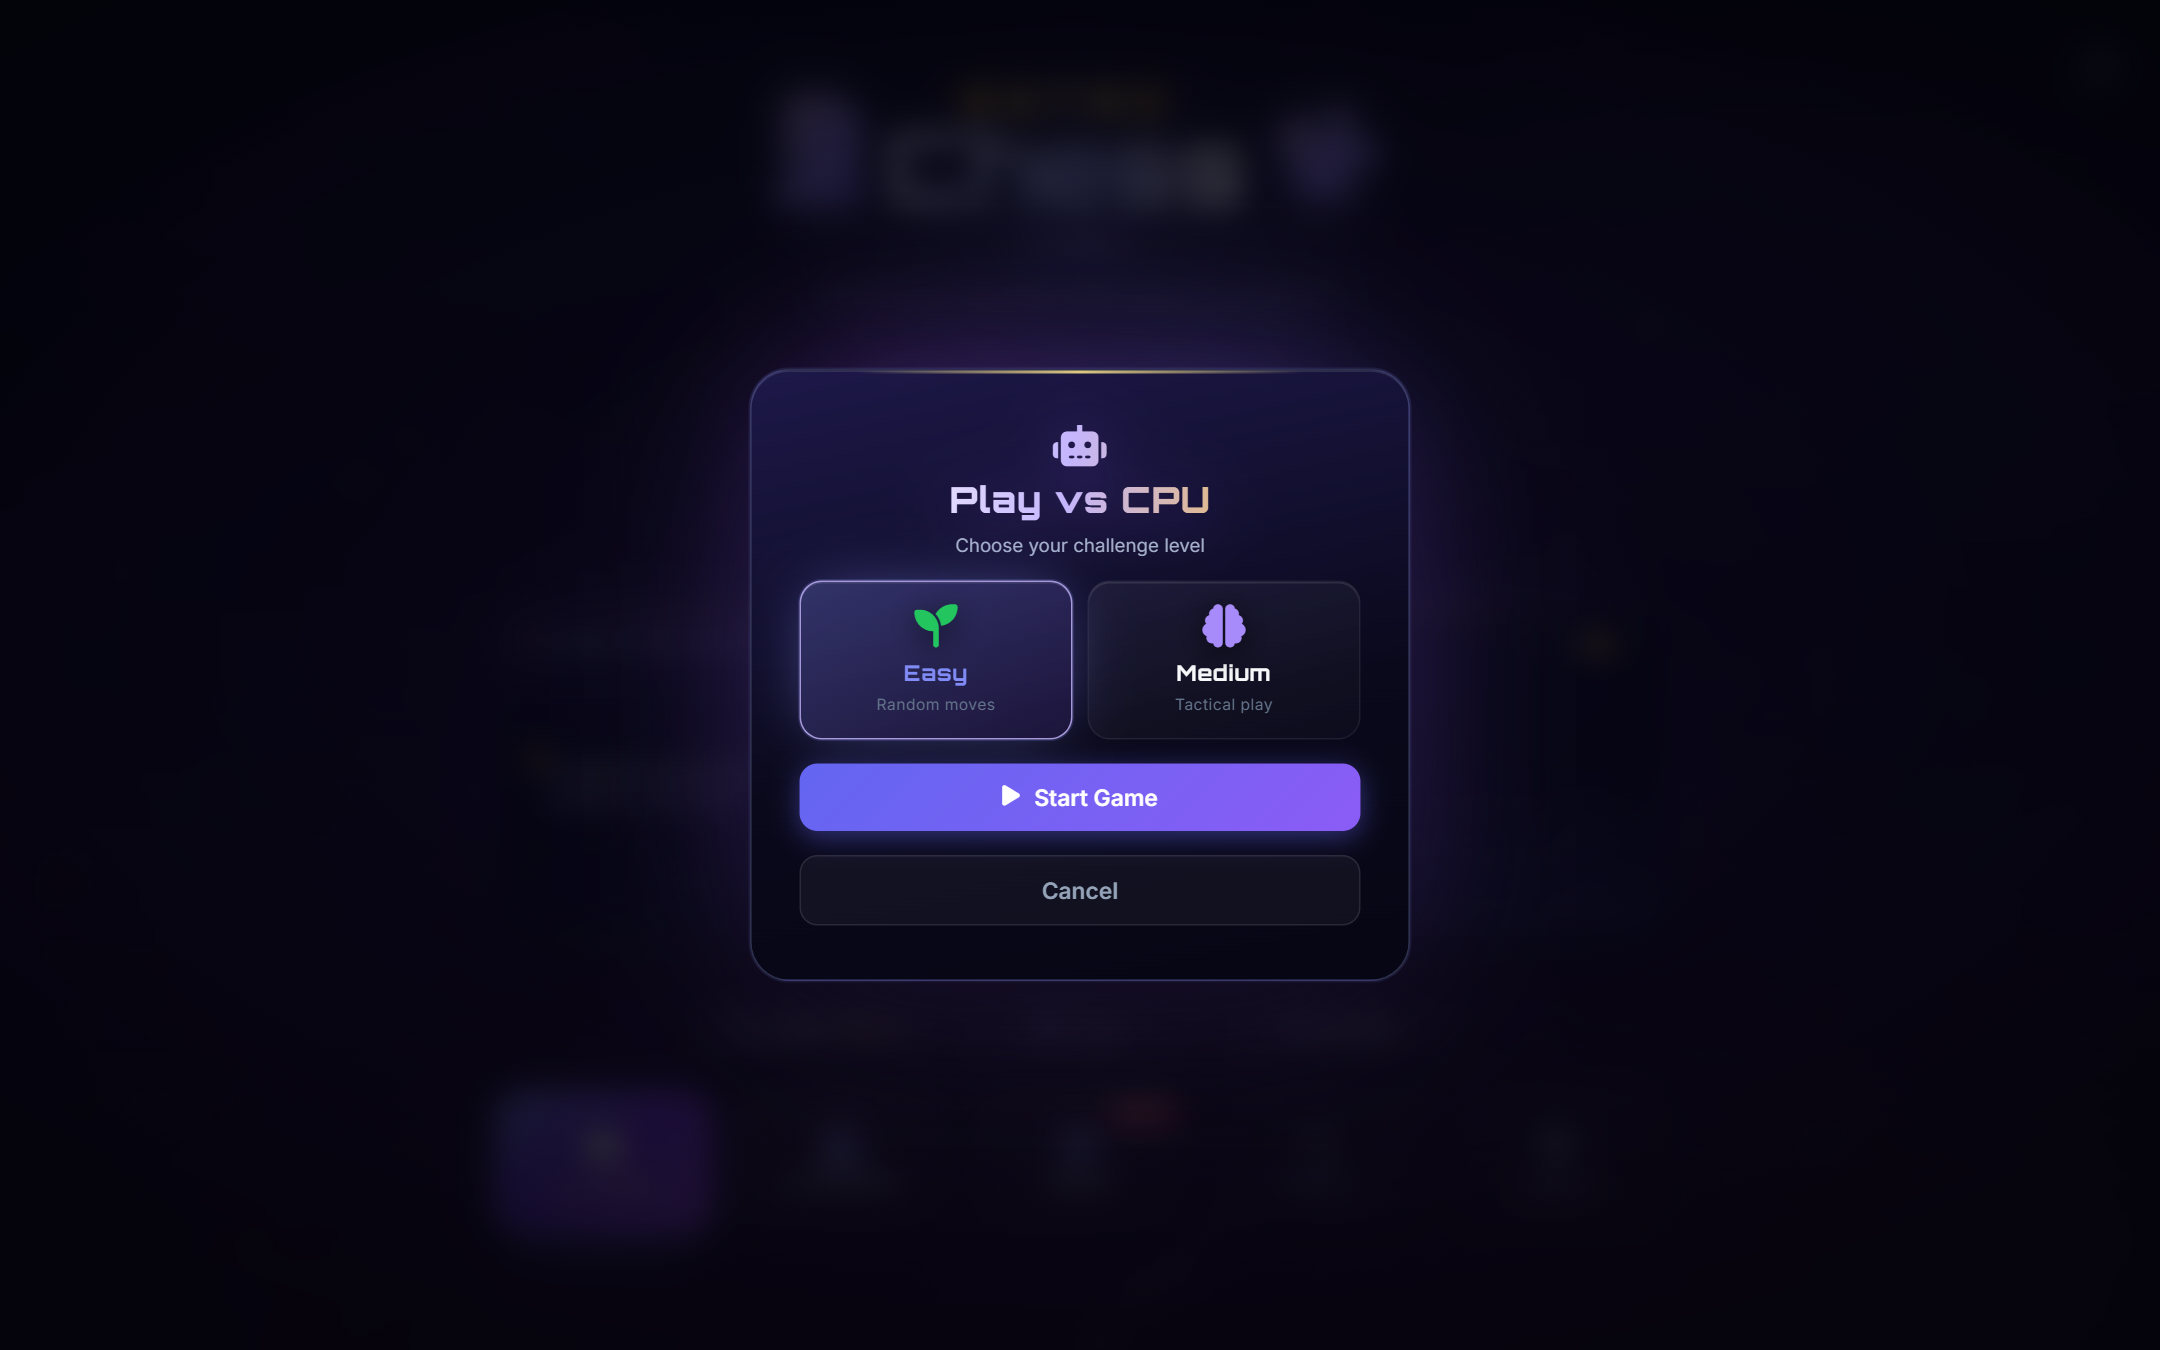 Play vs CPU
Choose your challenge level
Easy
Random moves
Medium
Tactical play
Start Game
Cancel